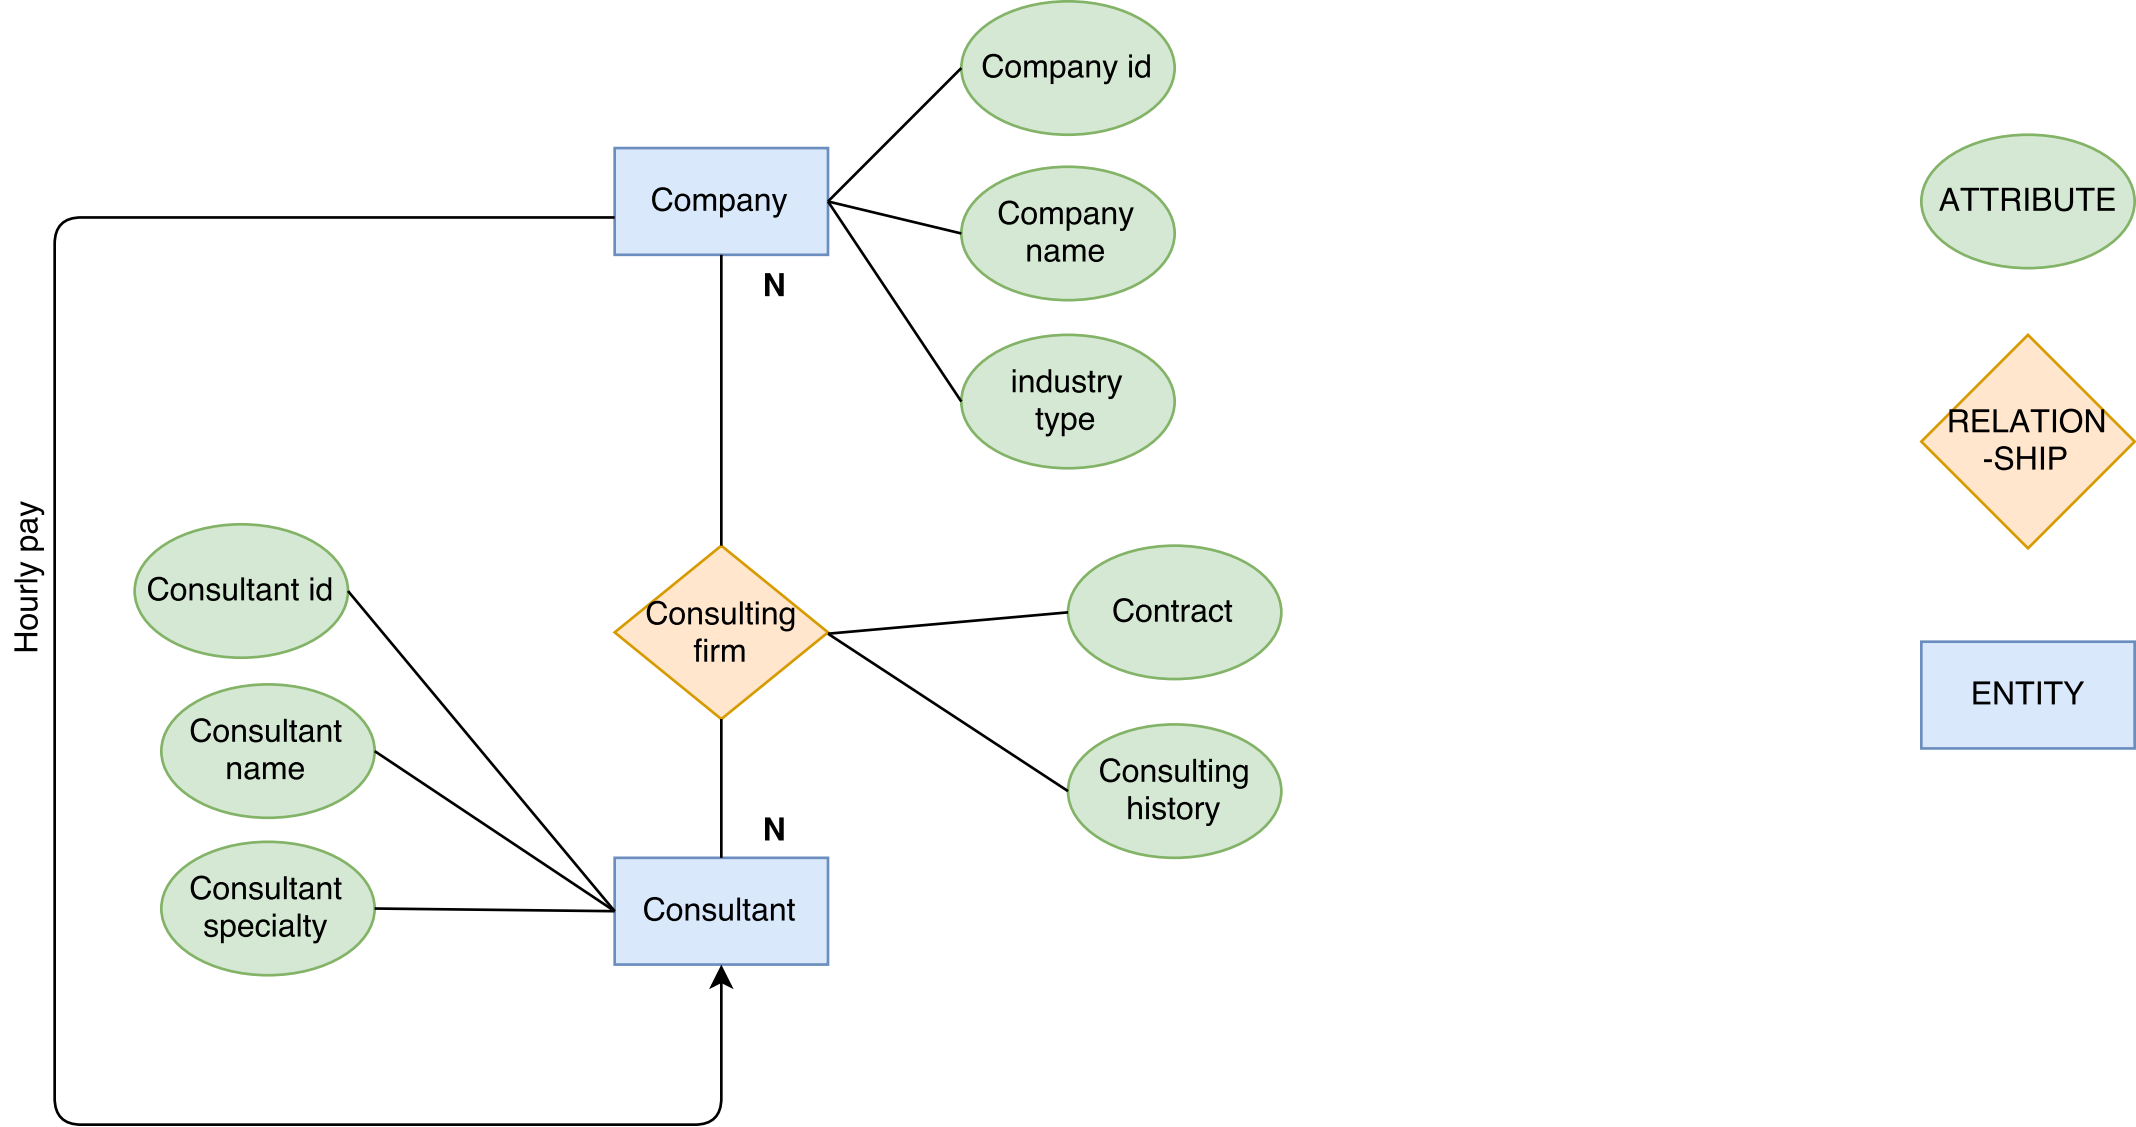 Company id
Company
Company
name
N
industry
type
Hourly pay
Consultant id
Consulting
firm
Contract
Consultant
name
Consulting
history
N
Consultant
specialty
Consultant
ATTRIBUTE
RELATION
-SHIP
ENTITY